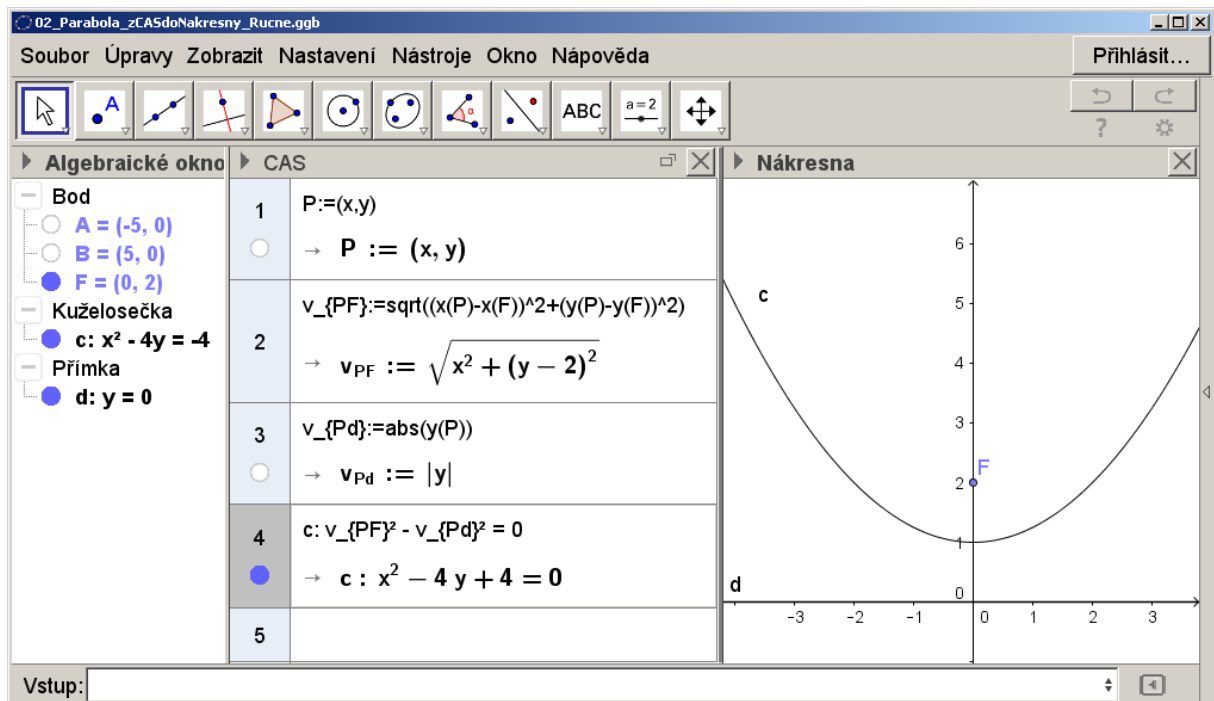 02_Parabola_zCASdoNakresny_Rucne.ggb
Soubor Úpravy Zobrazit Nastavení Nástroje Okno Nápověda
Přihlásit...
A
α
ABC
a = 2
?
Algebraické okno
Bod
A = (-5, 0)
B = (5, 0)
F = (0, 2)
Kuželosečka
c: x² - 4y = -4
Přímka
d: y = 0
CAS
1
P:=(x,y)
→ P := (x, y)
2
v_{PF}:=sqrt((x(P)-x(F))^2+(y(P)-y(F))^2)
→ v_PF := √(x² + (y − 2)²)
3
v_{Pd}:=abs(y(P))
→ v_Pd := |y|
4
c: v_{PF}² - v_{Pd}² = 0
→ c : x² − 4 y + 4 = 0
5
Nákresna
6
c
5
4
3
F
2
1
d
0
-3 -2 -1 0 1 2 3
Vstup: